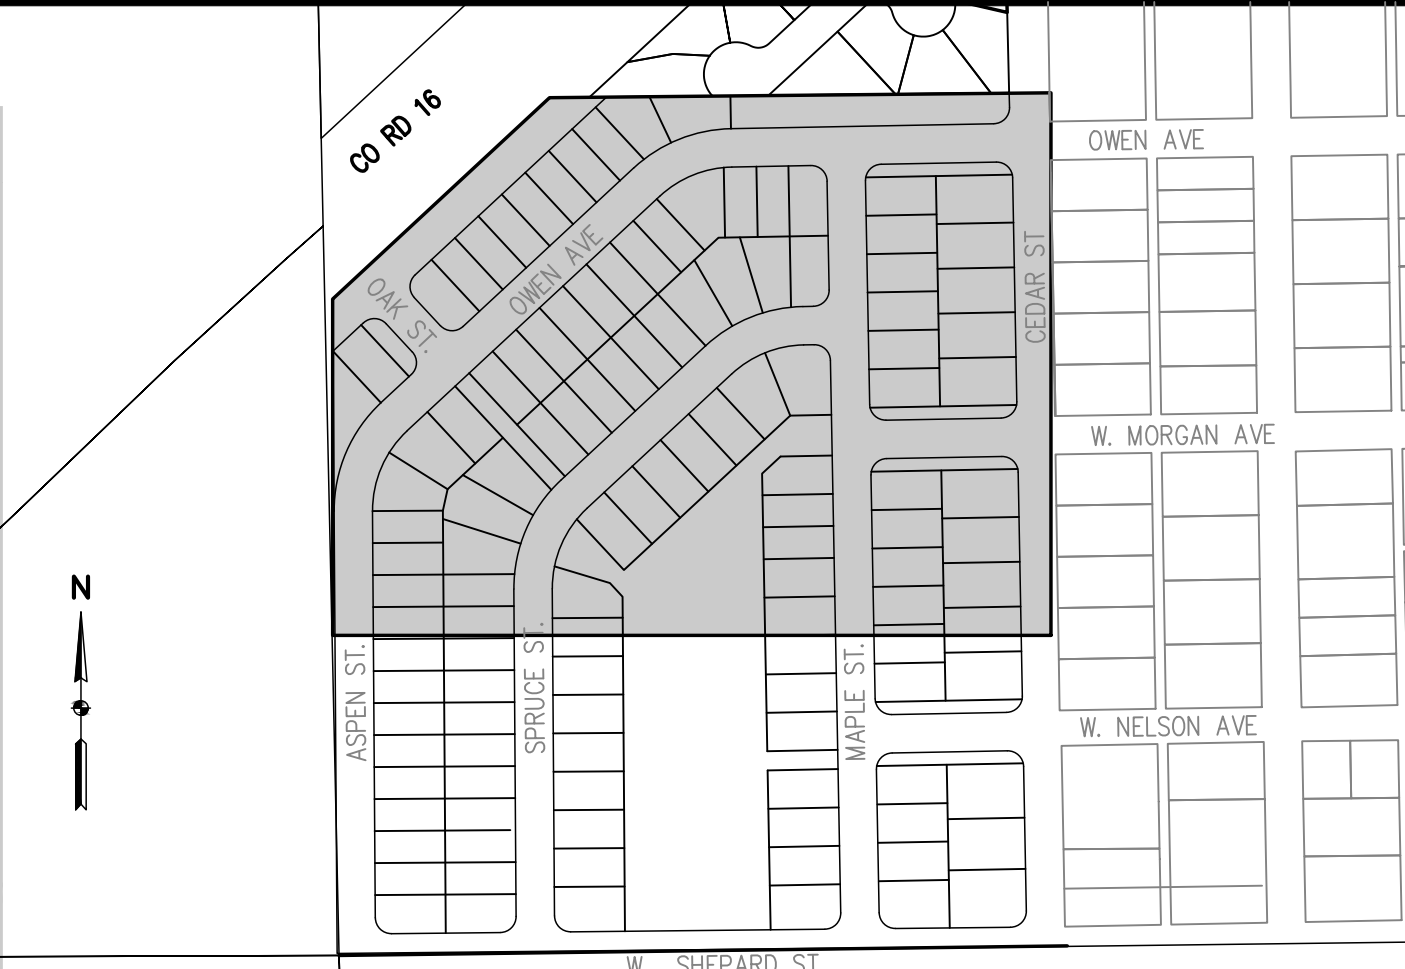 CO RD 16
OWEN AVE
OAK ST.
OWEN AVE
CEDAR ST
W. MORGAN AVE
N
ASPEN ST.
SPRUCE ST.
MAPLE ST.
W. NELSON AVE
W. SHEPARD ST